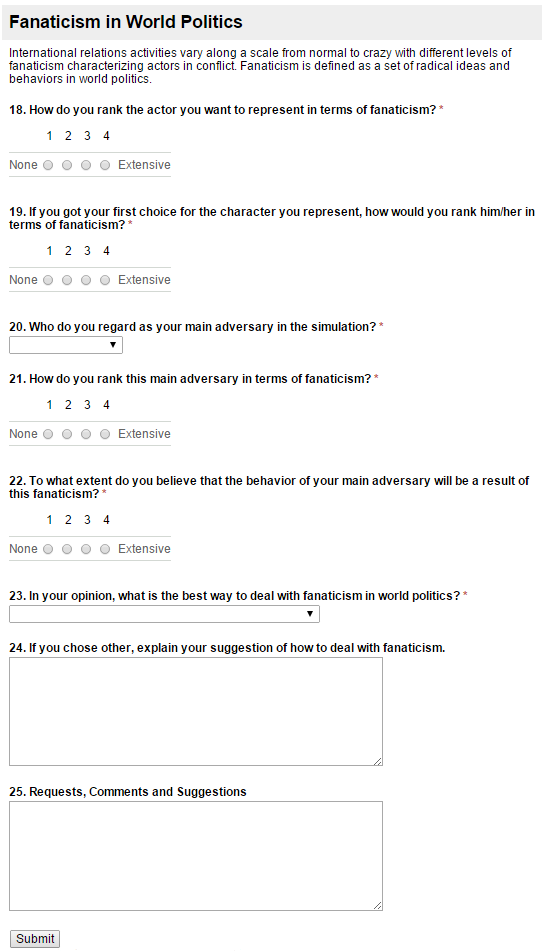 Fanaticism in World Politics
International relations activities vary along a scale from normal to crazy with different levels of
fanaticism characterizing actors in conflict. Fanaticism is defined as a set of radical ideas and
behaviors in world politics.
18. How do you rank the actor you want to represent in terms of fanaticism? *
1 2 3 4
None Extensive
19. If you got your first choice for the character you represent, how would you rank him/her in
terms of fanaticism? *
1 2 3 4
None Extensive
20. Who do you regard as your main adversary in the simulation? *
21. How do you rank this main adversary in terms of fanaticism? *
1 2 3 4
None Extensive
22. To what extent do you believe that the behavior of your main adversary will be a result of
this fanaticism? *
1 2 3 4
None Extensive
23. In your opinion, what is the best way to deal with fanaticism in world politics? *
24. If you chose other, explain your suggestion of how to deal with fanaticism.
25. Requests, Comments and Suggestions
Submit